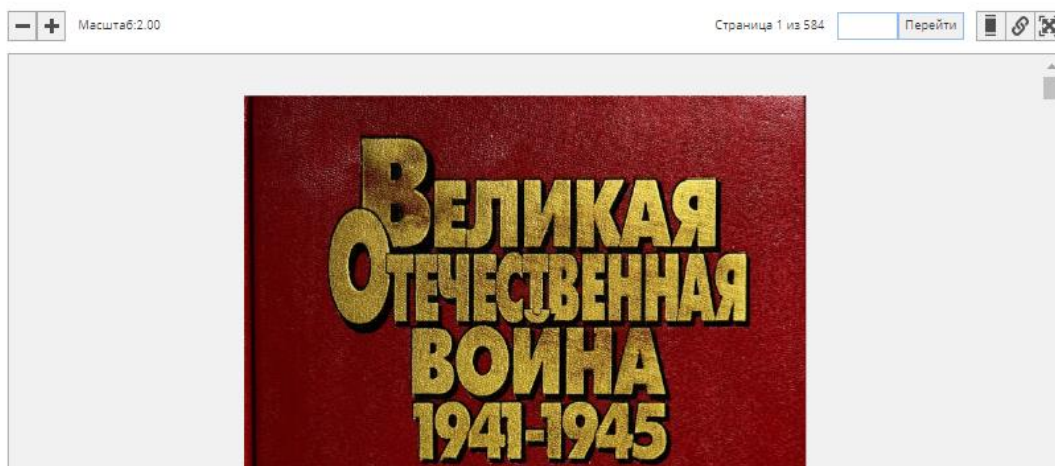 Масштаб:2.00
Страница 1 из 584
Перейти
ВЕЛИКАЯ
ОТЕЧЕСТВЕННАЯ
ВОЙНА
1941-1945